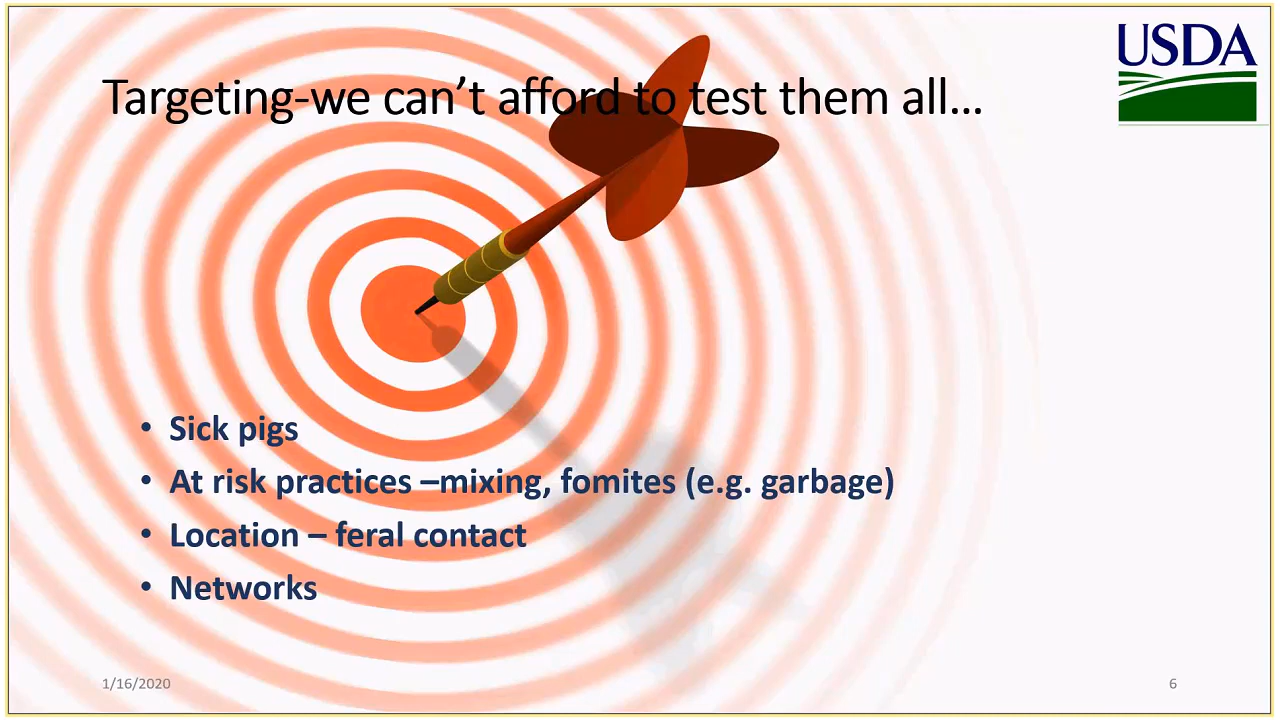 USDA
Targeting-we can’t afford to test them all...
• Sick pigs
• At risk practices –mixing, fomites (e.g. garbage)
• Location – feral contact
• Networks
1/16/2020
6